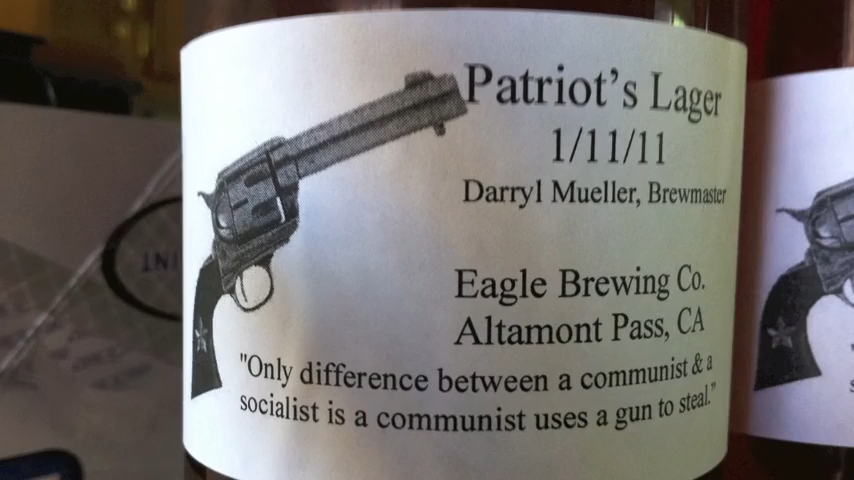 Patriot's Lager
1/11/11
Darryl Mueller, Brewmaster
Eagle Brewing Co.
Altamont Pass, CA
"Only difference between a communist & a
socialist is a communist uses a gun to steal."